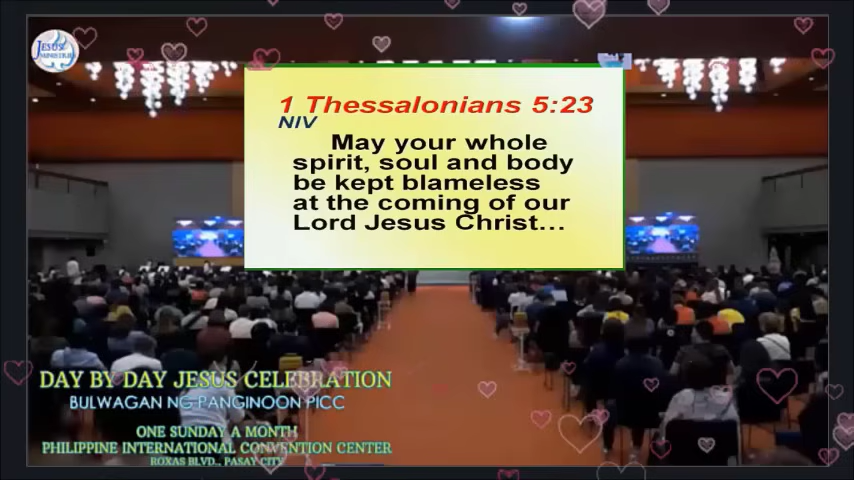 JESUS
1 Thessalonians 5:23
NIV
May your whole
spirit, soul and body
be kept blameless
at the coming of our
Lord Jesus Christ...
DAY BY DAY JESUS CELEBRATION
BULWAGAN NG PANGINOON PICC
ONE SUNDAY A MONTH
PHILIPPINE INTERNATIONAL CONVENTION CENTER
ROXAS BLVD., PASAY CITY